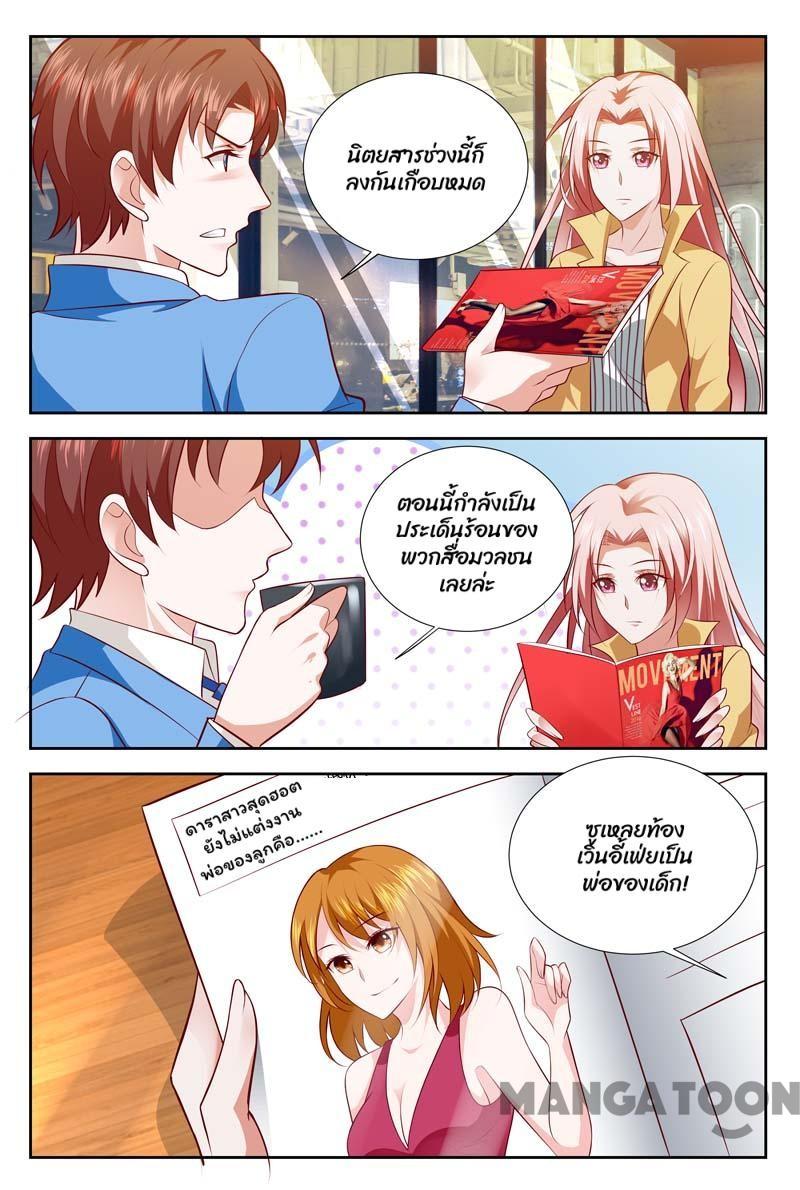 นิตยสารช่วงนี้ก็
ลงกันเกือบหมด
MOVEMENT
ตอนนี้กำลังเป็น
ประเด็นร้อนของ
พวกสื่อมวลชน
เลยล่ะ
MOVEMENT
VEST
LINE
ดาราสาวสุดฮอต
ยังไม่แต่งงาน
พ่อของลูกคือ......
ซูเหลยท้อง
เวินอี้เฟ่ยเป็น
พ่อของเด็ก!
MANGATOON